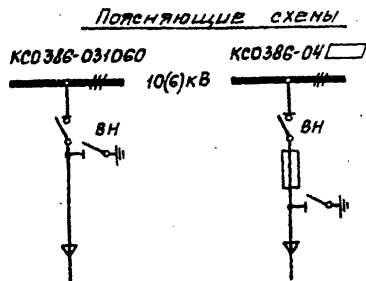 Поясняющие схемы
КСО386-031060
КСО386-04
10(6)кВ
ВН
ВН